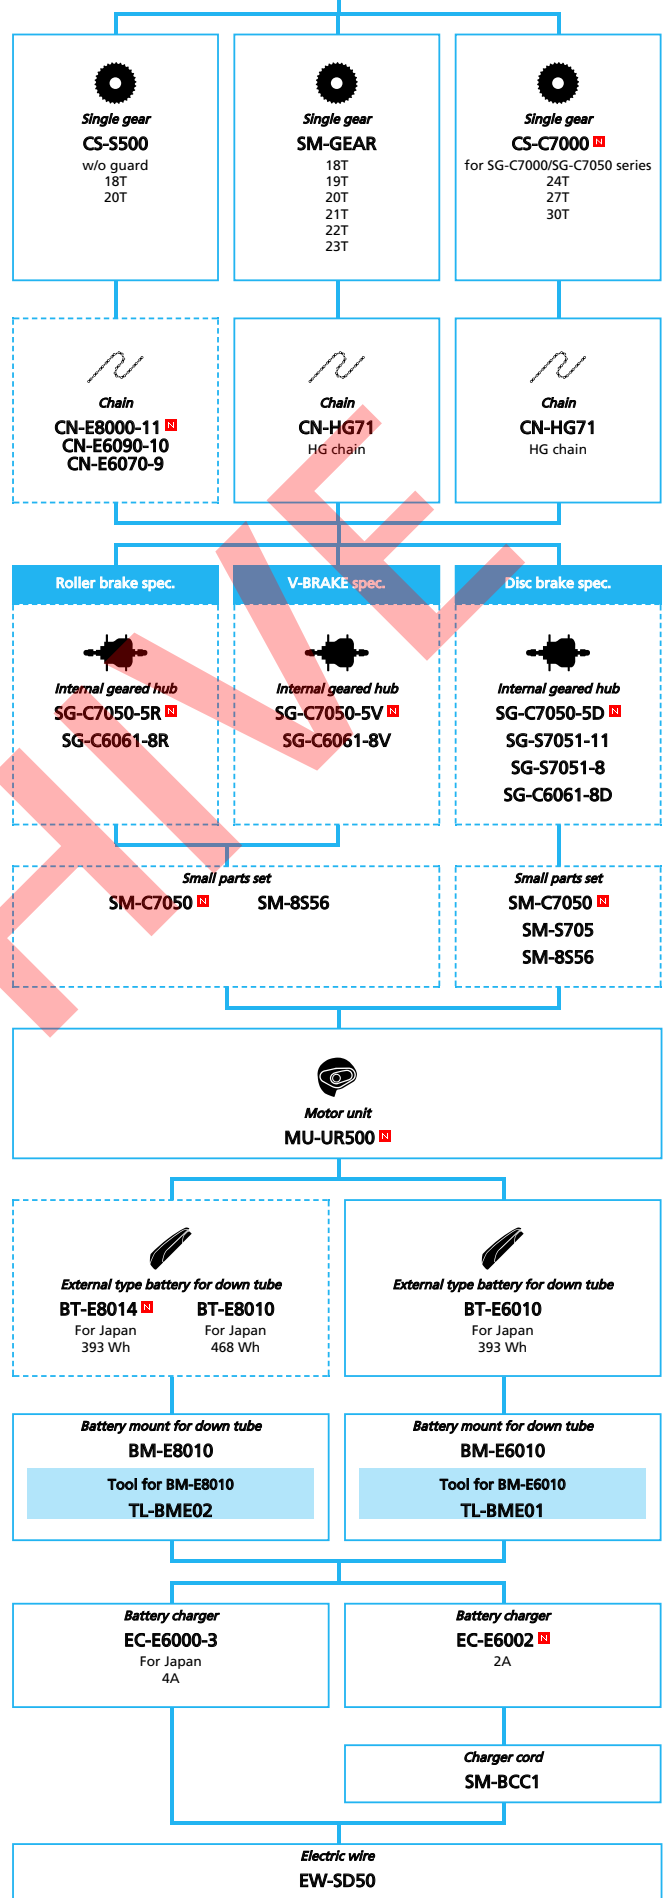 Single gear
CS-S500
w/o guard
18T
20T
Single gear
SM-GEAR
18T
19T
20T
21T
22T
23T
Single gear
CS-C7000 N
for SG-C7000/SG-C7050 series
24T
27T
30T
Chain
CN-E8000-11 N
CN-E6090-10
CN-E6070-9
Chain
CN-HG71
HG chain
Chain
CN-HG71
HG chain
Roller brake spec.
Internal geared hub
SG-C7050-5R N
SG-C6061-8R
V-BRAKE spec.
Internal geared hub
SG-C7050-5V N
SG-C6061-8V
Disc brake spec.
Internal geared hub
SG-C7050-5D N
SG-S7051-11
SG-S7051-8
SG-C6061-8D
Small parts set
SM-C7050 N SM-8S56
Small parts set
SM-C7050 N
SM-S705
SM-8S56
Motor unit
MU-UR500 N
External type battery for down tube
BT-E8014 N
For Japan
393 Wh
BT-E8010
For Japan
468 Wh
External type battery for down tube
BT-E6010
For Japan
393 Wh
Battery mount for down tube
BM-E8010
Tool for BM-E8010
TL-BME02
Battery mount for down tube
BM-E6010
Tool for BM-E6010
TL-BME01
Battery charger
EC-E6000-3
For Japan
4A
Battery charger
EC-E6002 N
2A
Charger cord
SM-BCC1
Electric wire
EW-SD50
HIVE